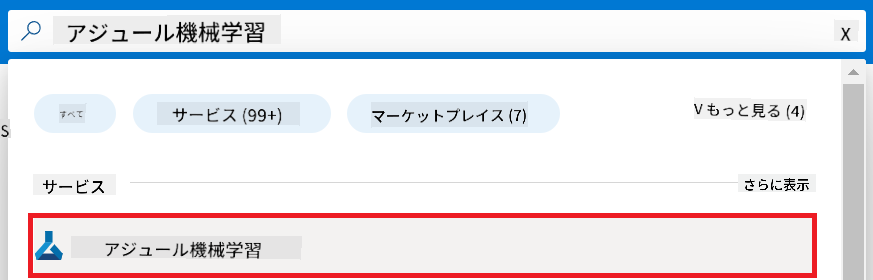 アジュール機械学習 X
すべて サービス (99+) マーケットプレイス (7) V もっと見る (4)
S
サービス さらに表示
アジュール機械学習